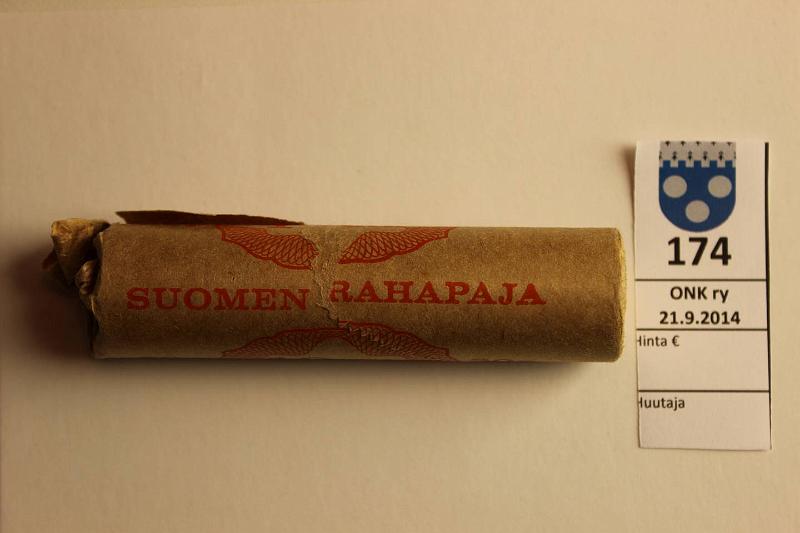 SUOMEN RAHAPAJA
174
ONK ry
21.9.2014
Hinta €
Huutaja